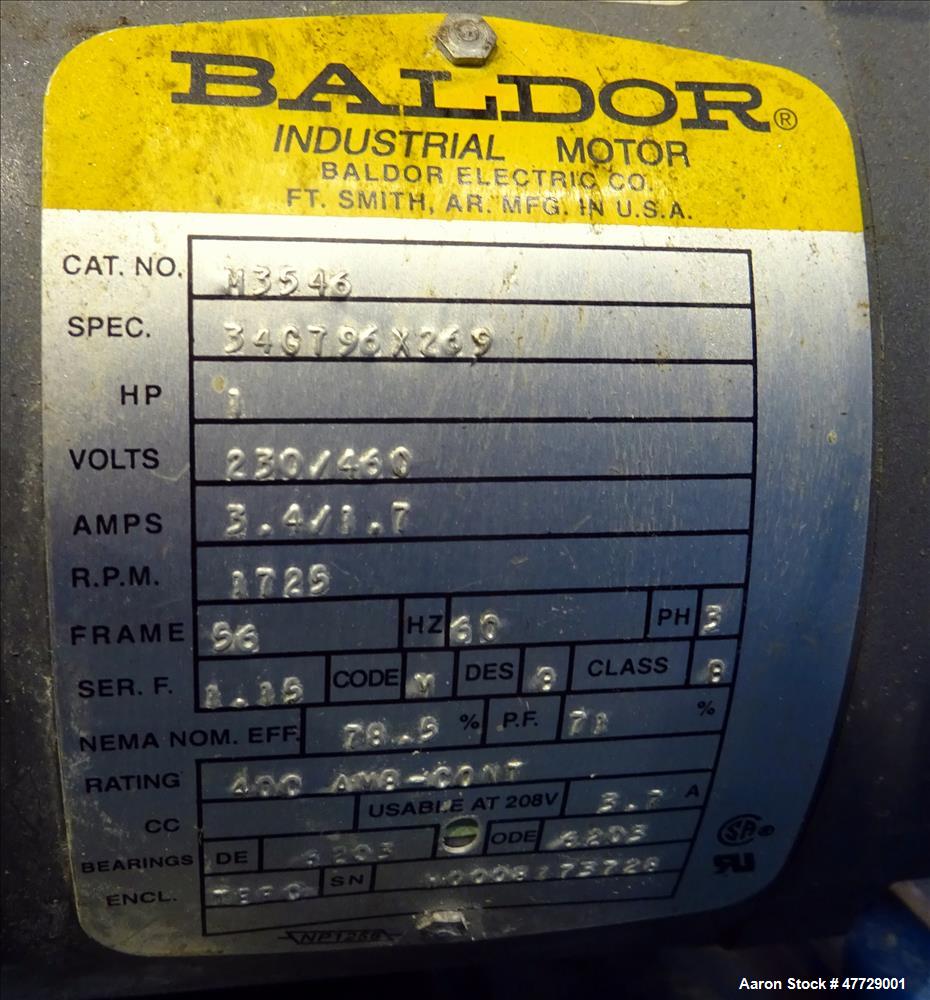 BALDOR®
INDUSTRIAL MOTOR
BALDOR ELECTRIC CO.
FT. SMITH, AR. MFG. IN U.S.A.
CAT. NO. M3546
SPEC. 34G796X269
HP 1
VOLTS 230/460
AMPS 3.4/1.7
R.P.M. 1725
FRAME 56 HZ 60 PH 3
SER. F. 1.15 CODE M DES B CLASS B
NEMA NOM. EFF. 78.5 % P.F. 71 %
RATING 40C AMB-CONT
CC USABLE AT 208V 3.7 A
BEARINGS DE 6203 ODE 6203
ENCL. TEFC SN
NP1256
Aaron Stock # 47729001